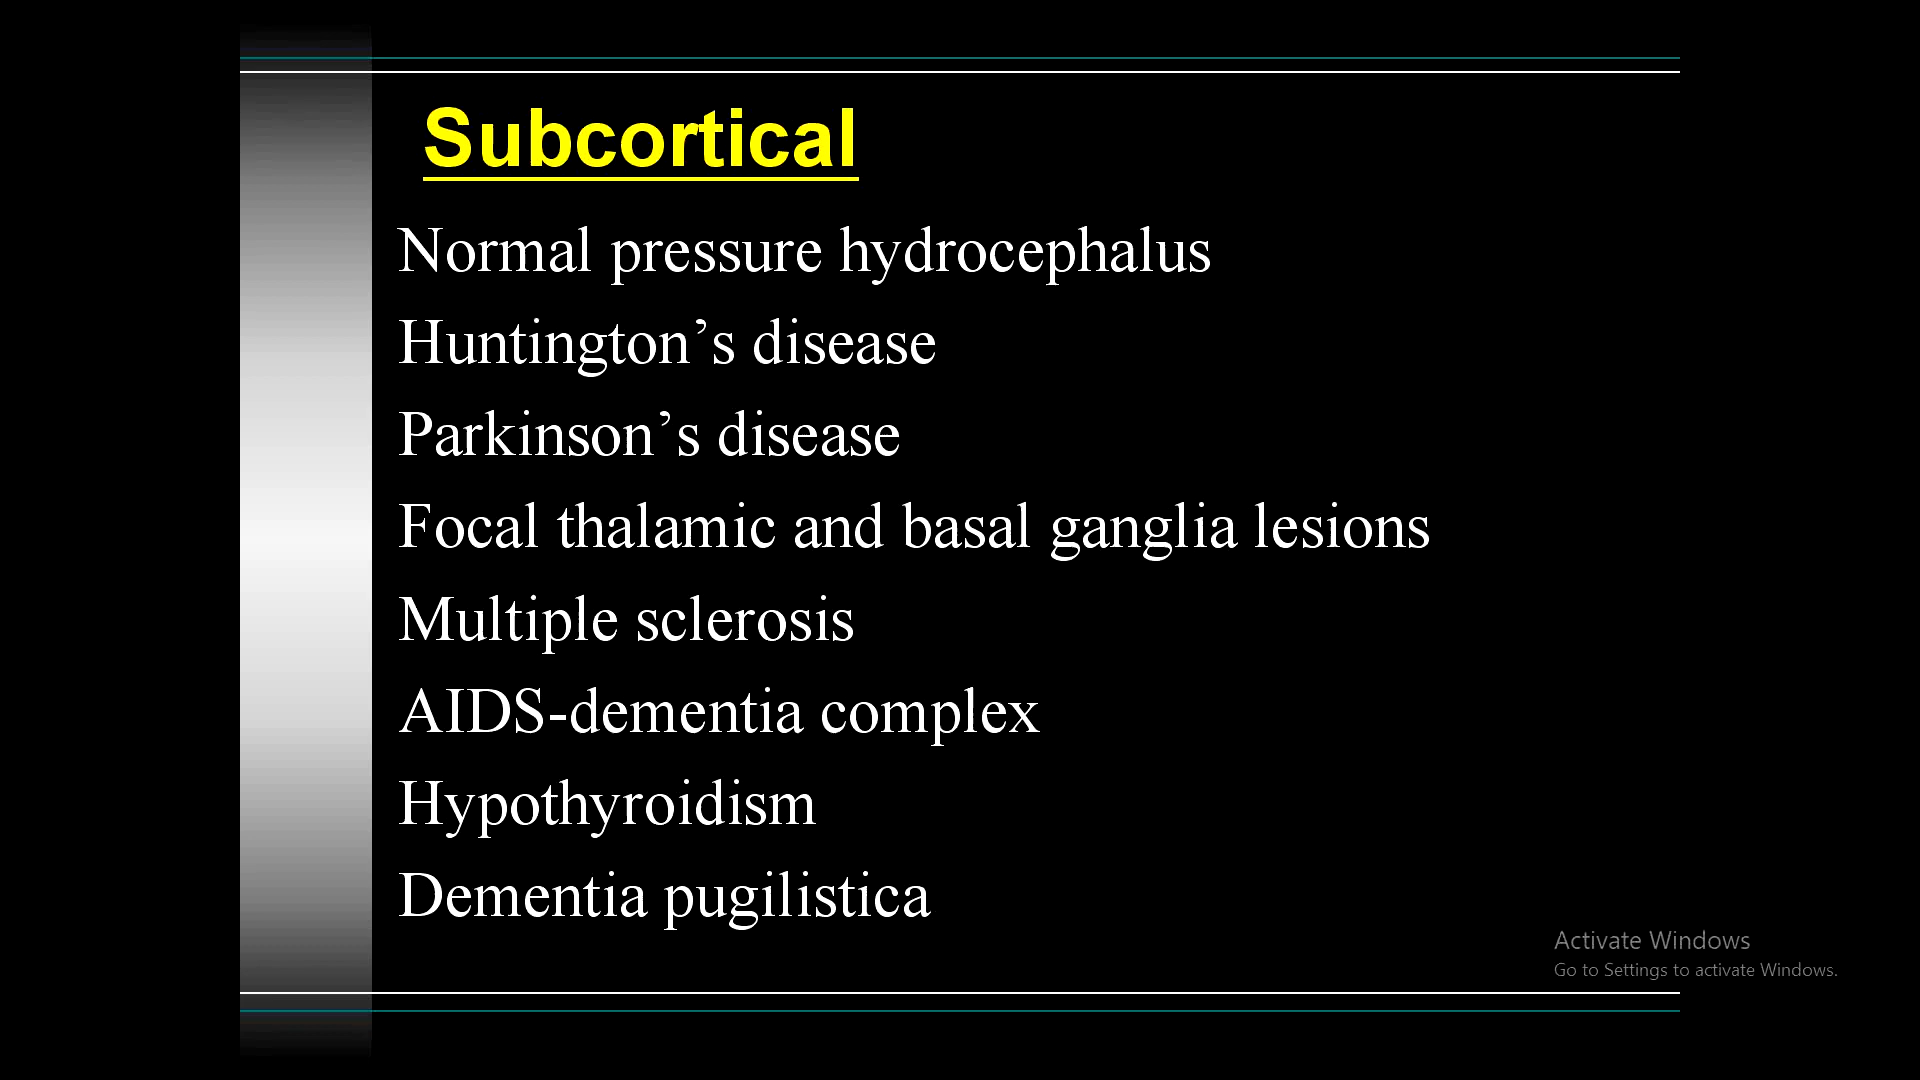 Subcortical
Normal pressure hydrocephalus
Huntington’s disease
Parkinson’s disease
Focal thalamic and basal ganglia lesions
Multiple sclerosis
AIDS-dementia complex
Hypothyroidism
Dementia pugilistica
Activate Windows
Go to Settings to activate Windows.